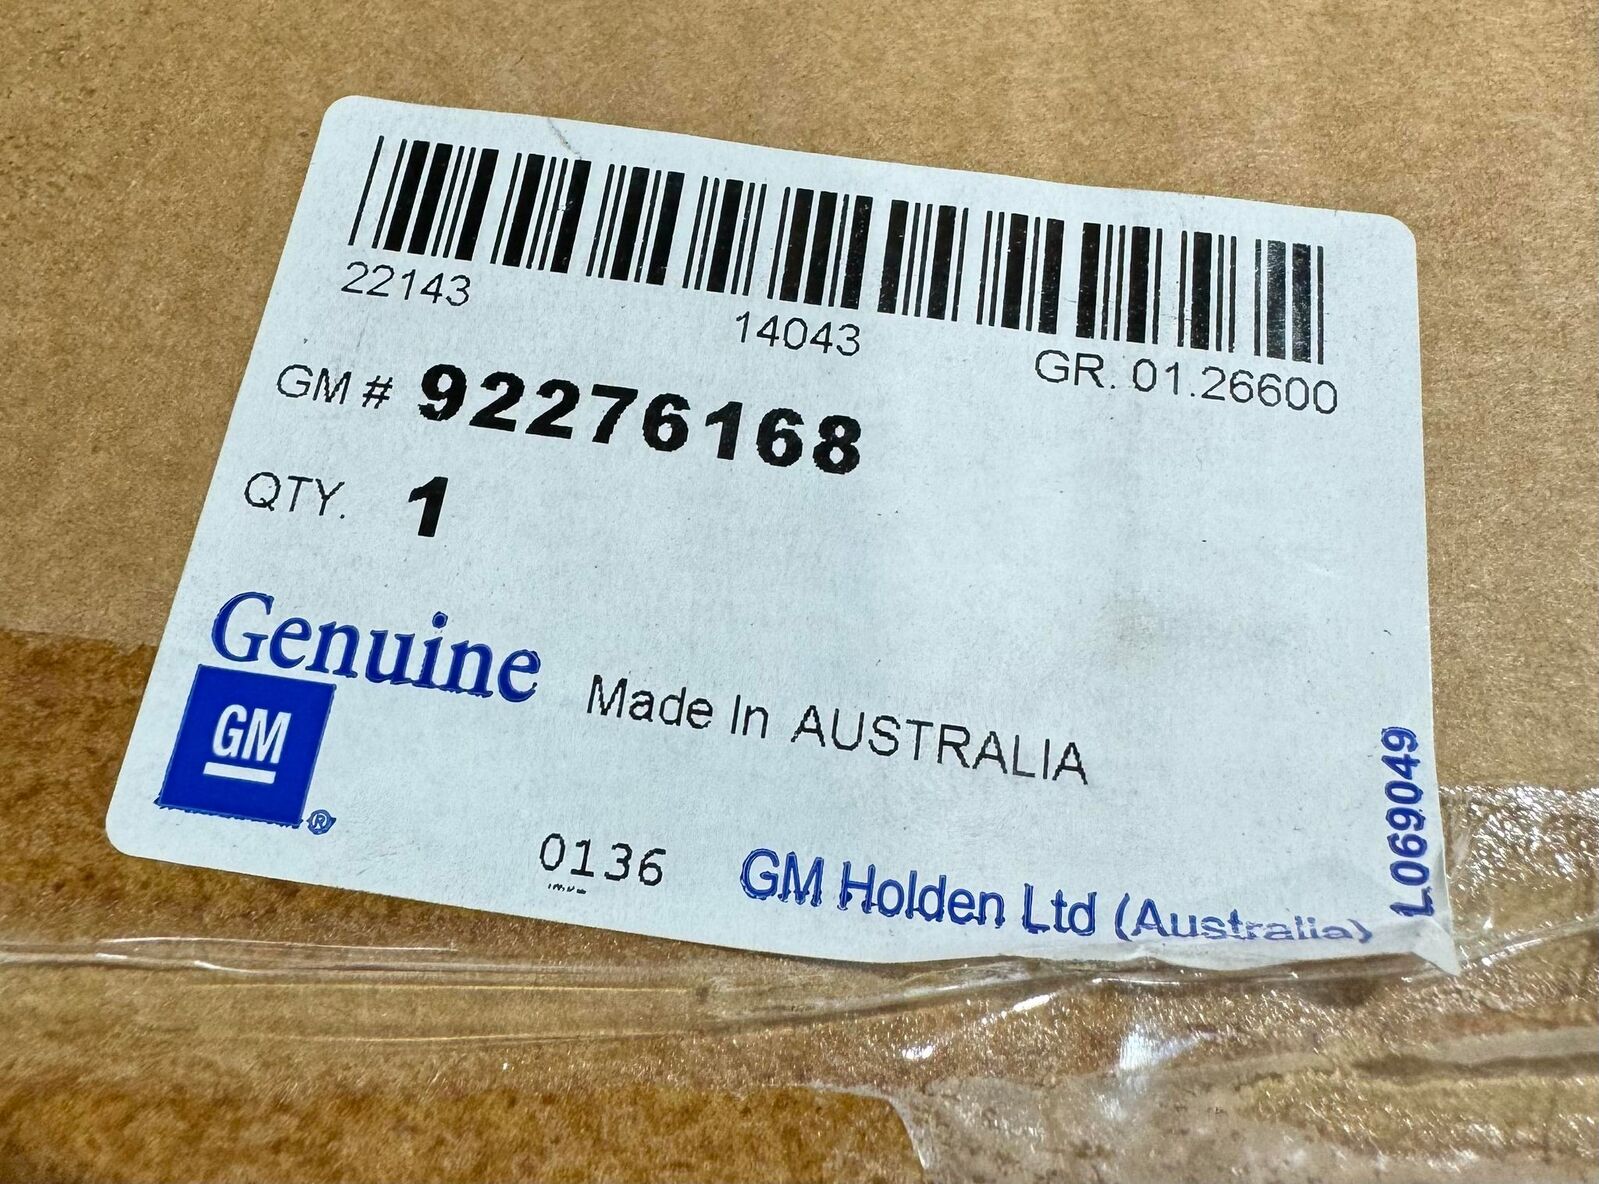 22143
14043
GR. 01.26600
GM # 92276168
QTY. 1
Genuine
GM
®
Made In AUSTRALIA
0136
GM Holden Ltd (Australia)
L069049